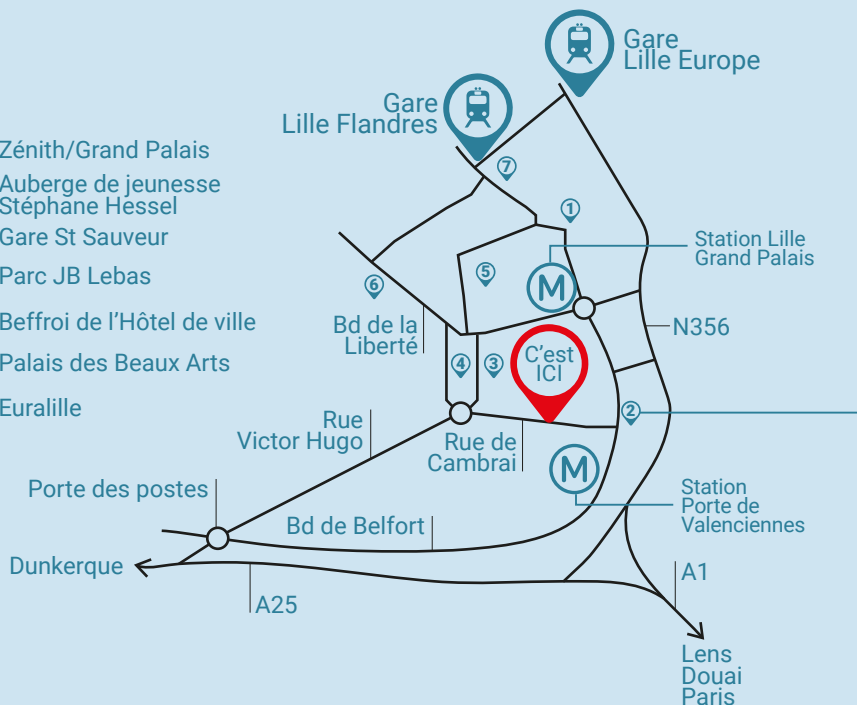 Gare
Lille Europe
Gare
Lille Flandres
Zénith/Grand Palais
Auberge de jeunesse
Stéphane Hessel
Gare St Sauveur
Parc JB Lebas
Beffroi de l'Hôtel de ville
Palais des Beaux Arts
Euralille
7
1
Station Lille
Grand Palais
5
6
M
Bd de la
Liberté
N356
C'est
ICI
4
3
2
Rue
Victor Hugo
Rue de
Cambrai
M
Station
Porte de
Valenciennes
Porte des postes
Bd de Belfort
Dunkerque
A25
A1
Lens
Douai
Paris